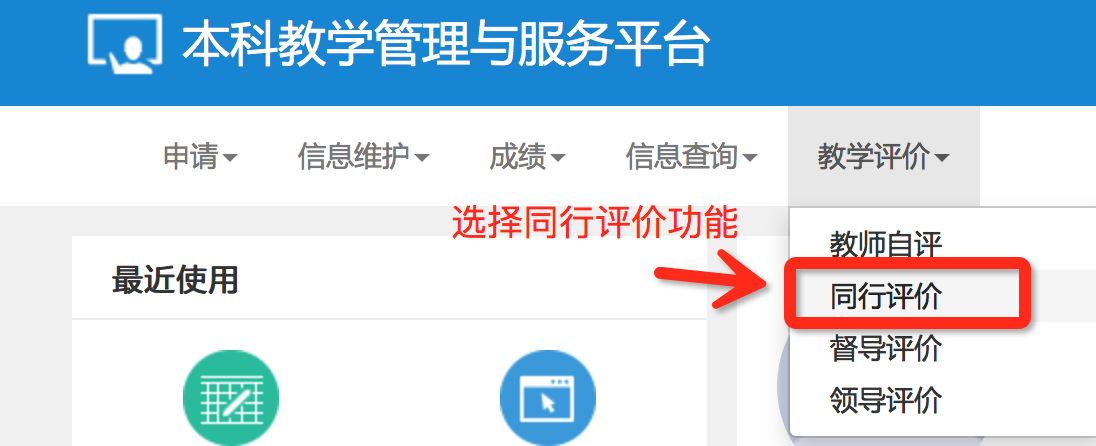 本科教学管理与服务平台
申请 信息维护 成绩 信息查询 教学评价
选择同行评价功能
教师自评
最近使用
同行评价
督导评价
领导评价